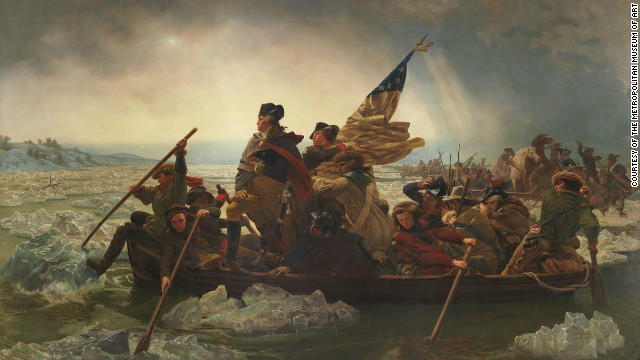 COURTESY OF THE METROPOLITAN MUSEUM OF ART